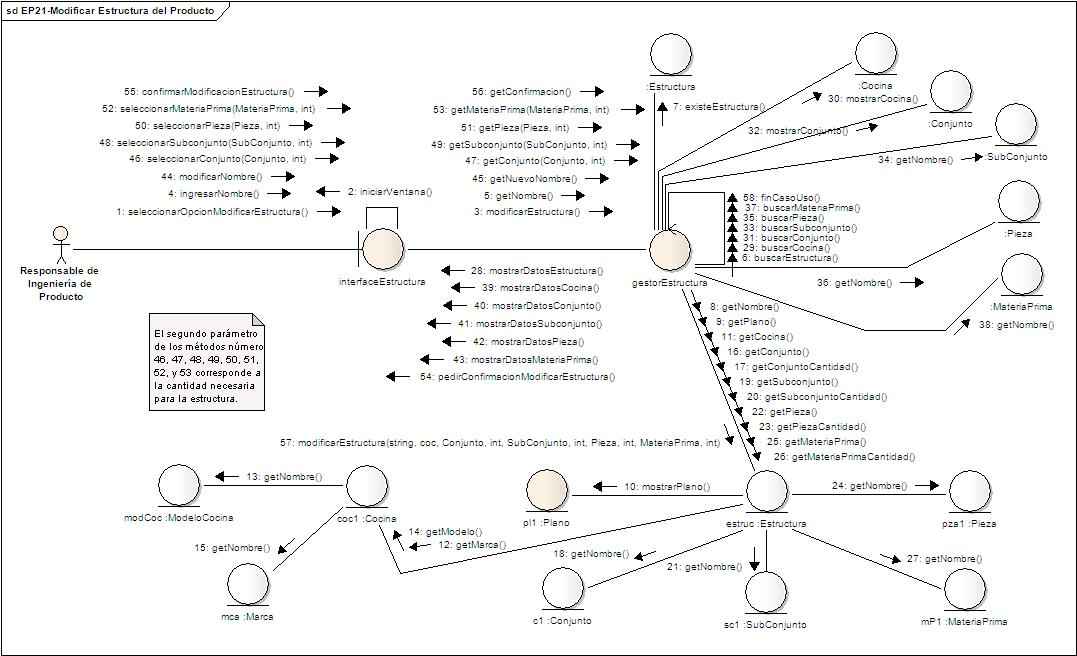 sd EP21-Modificar Estructura del Producto
55: confirmarModificacionEstructura()
52: seleccionarMateriaPrima(MateriaPrima, int)
50: seleccionarPieza(Pieza, int)
48: seleccionarSubconjunto(SubConjunto, int)
46: seleccionarConjunto(Conjunto, int)
44: modificarNombre()
4: ingresarNombre()
1: seleccionarOpcionModificarEstructura()
2: iniciarVentana()
56: getConfirmacion()
53: getMateriaPrima(MateriaPrima, int)
51: getPieza(Pieza, int)
49: getSubconjunto(SubConjunto, int)
47: getConjunto(Conjunto, int)
45: getNuevoNombre()
5: getNombre()
3: modificarEstructura()
:Estructura
7: existeEstructura()
:Cocina
30: mostrarCocina()
:Conjunto
32: mostrarConjunto()
:SubConjunto
34: getNombre()
58: finCasoUso()
37: buscarMateriaPrima()
35: buscarPieza()
33: buscarSubconjunto()
31: buscarConjunto()
29: buscarCocina()
6: buscarEstructura()
:Pieza
36: getNombre()
:MateriaPrima
38: getNombre()
Responsable de
Ingeniería de
Producto
interfaceEstructura
gestorEstructura
28: mostrarDatosEstructura()
39: mostrarDatosCocina()
40: mostrarDatosConjunto()
41: mostrarDatosSubconjunto()
42: mostrarDatosPieza()
43: mostrarDatosMateriaPrima()
54: pedirConfirmacionModificarEstructura()
El segundo parámetro
de los métodos número
46, 47, 48, 49, 50, 51,
52, y 53 corresponde a
la cantidad necesaria
para la estructura.
8: getNombre()
9: getPlano()
11: getCocina()
16: getConjunto()
17: getConjuntoCantidad()
19: getSubconjunto()
20: getSubconjuntoCantidad()
22: getPieza()
23: getPiezaCantidad()
25: getMateriaPrima()
26: getMateriaPrimaCantidad()
57: modificarEstructura(string, coc, Conjunto, int, SubConjunto, int, Pieza, int, MateriaPrima, int)
13: getNombre()
modCoc :ModeloCocina
coc1 :Cocina
10: mostrarPlano()
pl1 :Plano
estruc :Estructura
24: getNombre()
pza1 :Pieza
14: getModelo()
12: getMarca()
15: getNombre()
mca :Marca
18: getNombre()
c1 :Conjunto
21: getNombre()
sc1 :SubConjunto
27: getNombre()
mP1 :MateriaPrima